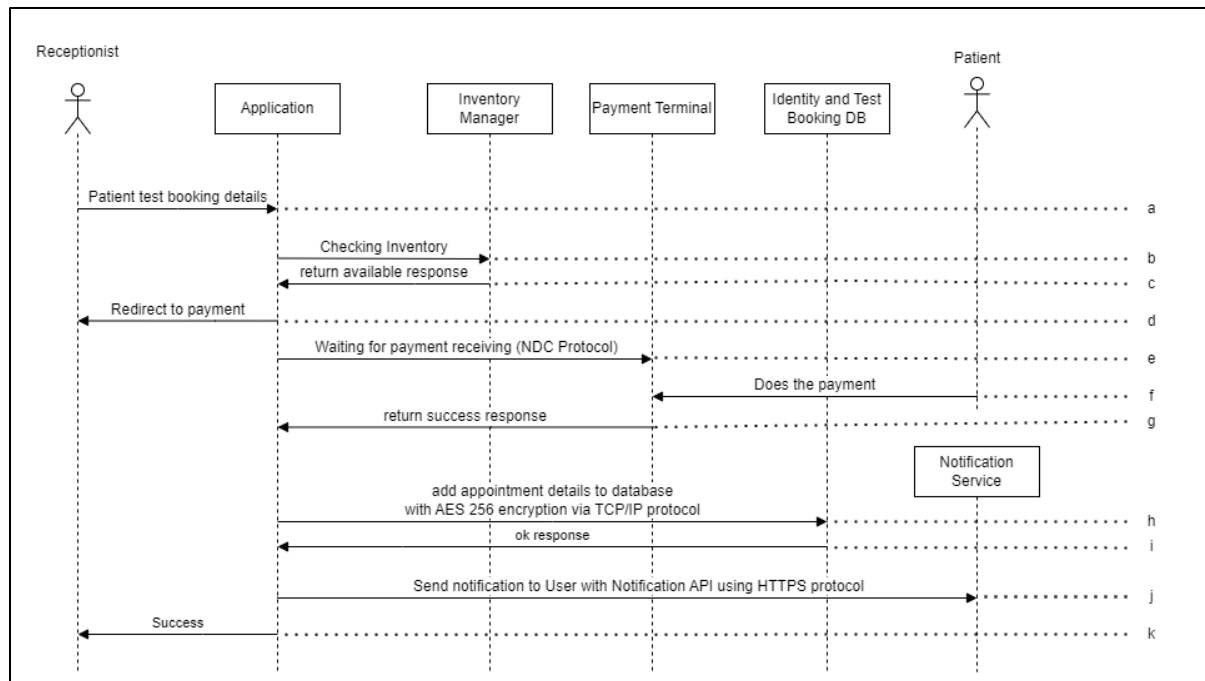 Receptionist
Patient
Application
Inventory
Manager
Payment Terminal
Identity and Test
Booking DB
Patient test booking details
a
Checking Inventory
b
return available response
c
Redirect to payment
d
Waiting for payment receiving (NDC Protocol)
e
Does the payment
f
return success response
g
Notification
Service
add appointment details to database
with AES 256 encryption via TCP/IP protocol
h
ok response
i
Send notification to User with Notification API using HTTPS protocol
j
Success
k